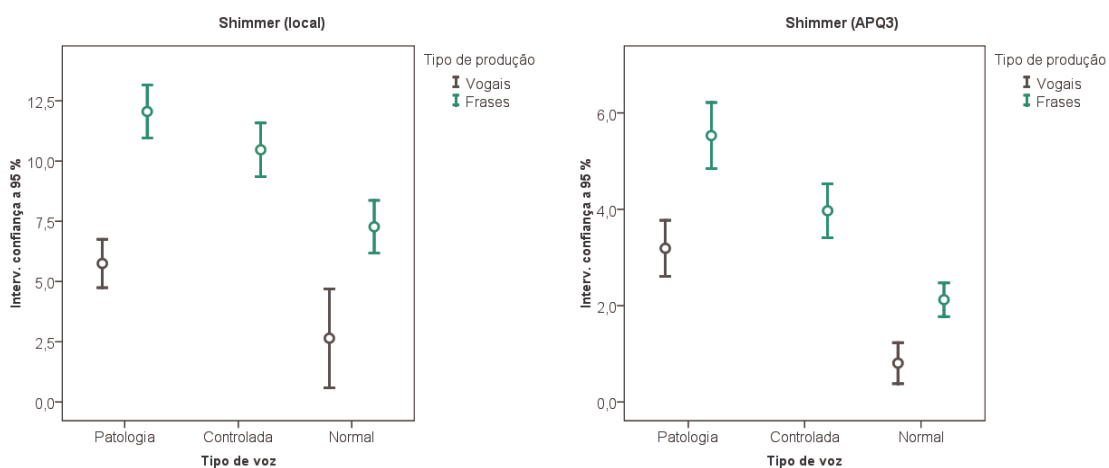 Shimmer (local)
Interv. confiança a 95 %
12,5
10,0
7,5
5,0
2,5
0,0
Patologia Controlada Normal
Tipo de voz
Tipo de produção
Vogais
Frases
Shimmer (APQ3)
Interv. confiança a 95 %
6,0
4,0
2,0
0,0
Patologia Controlada Normal
Tipo de voz
Tipo de produção
Vogais
Frases